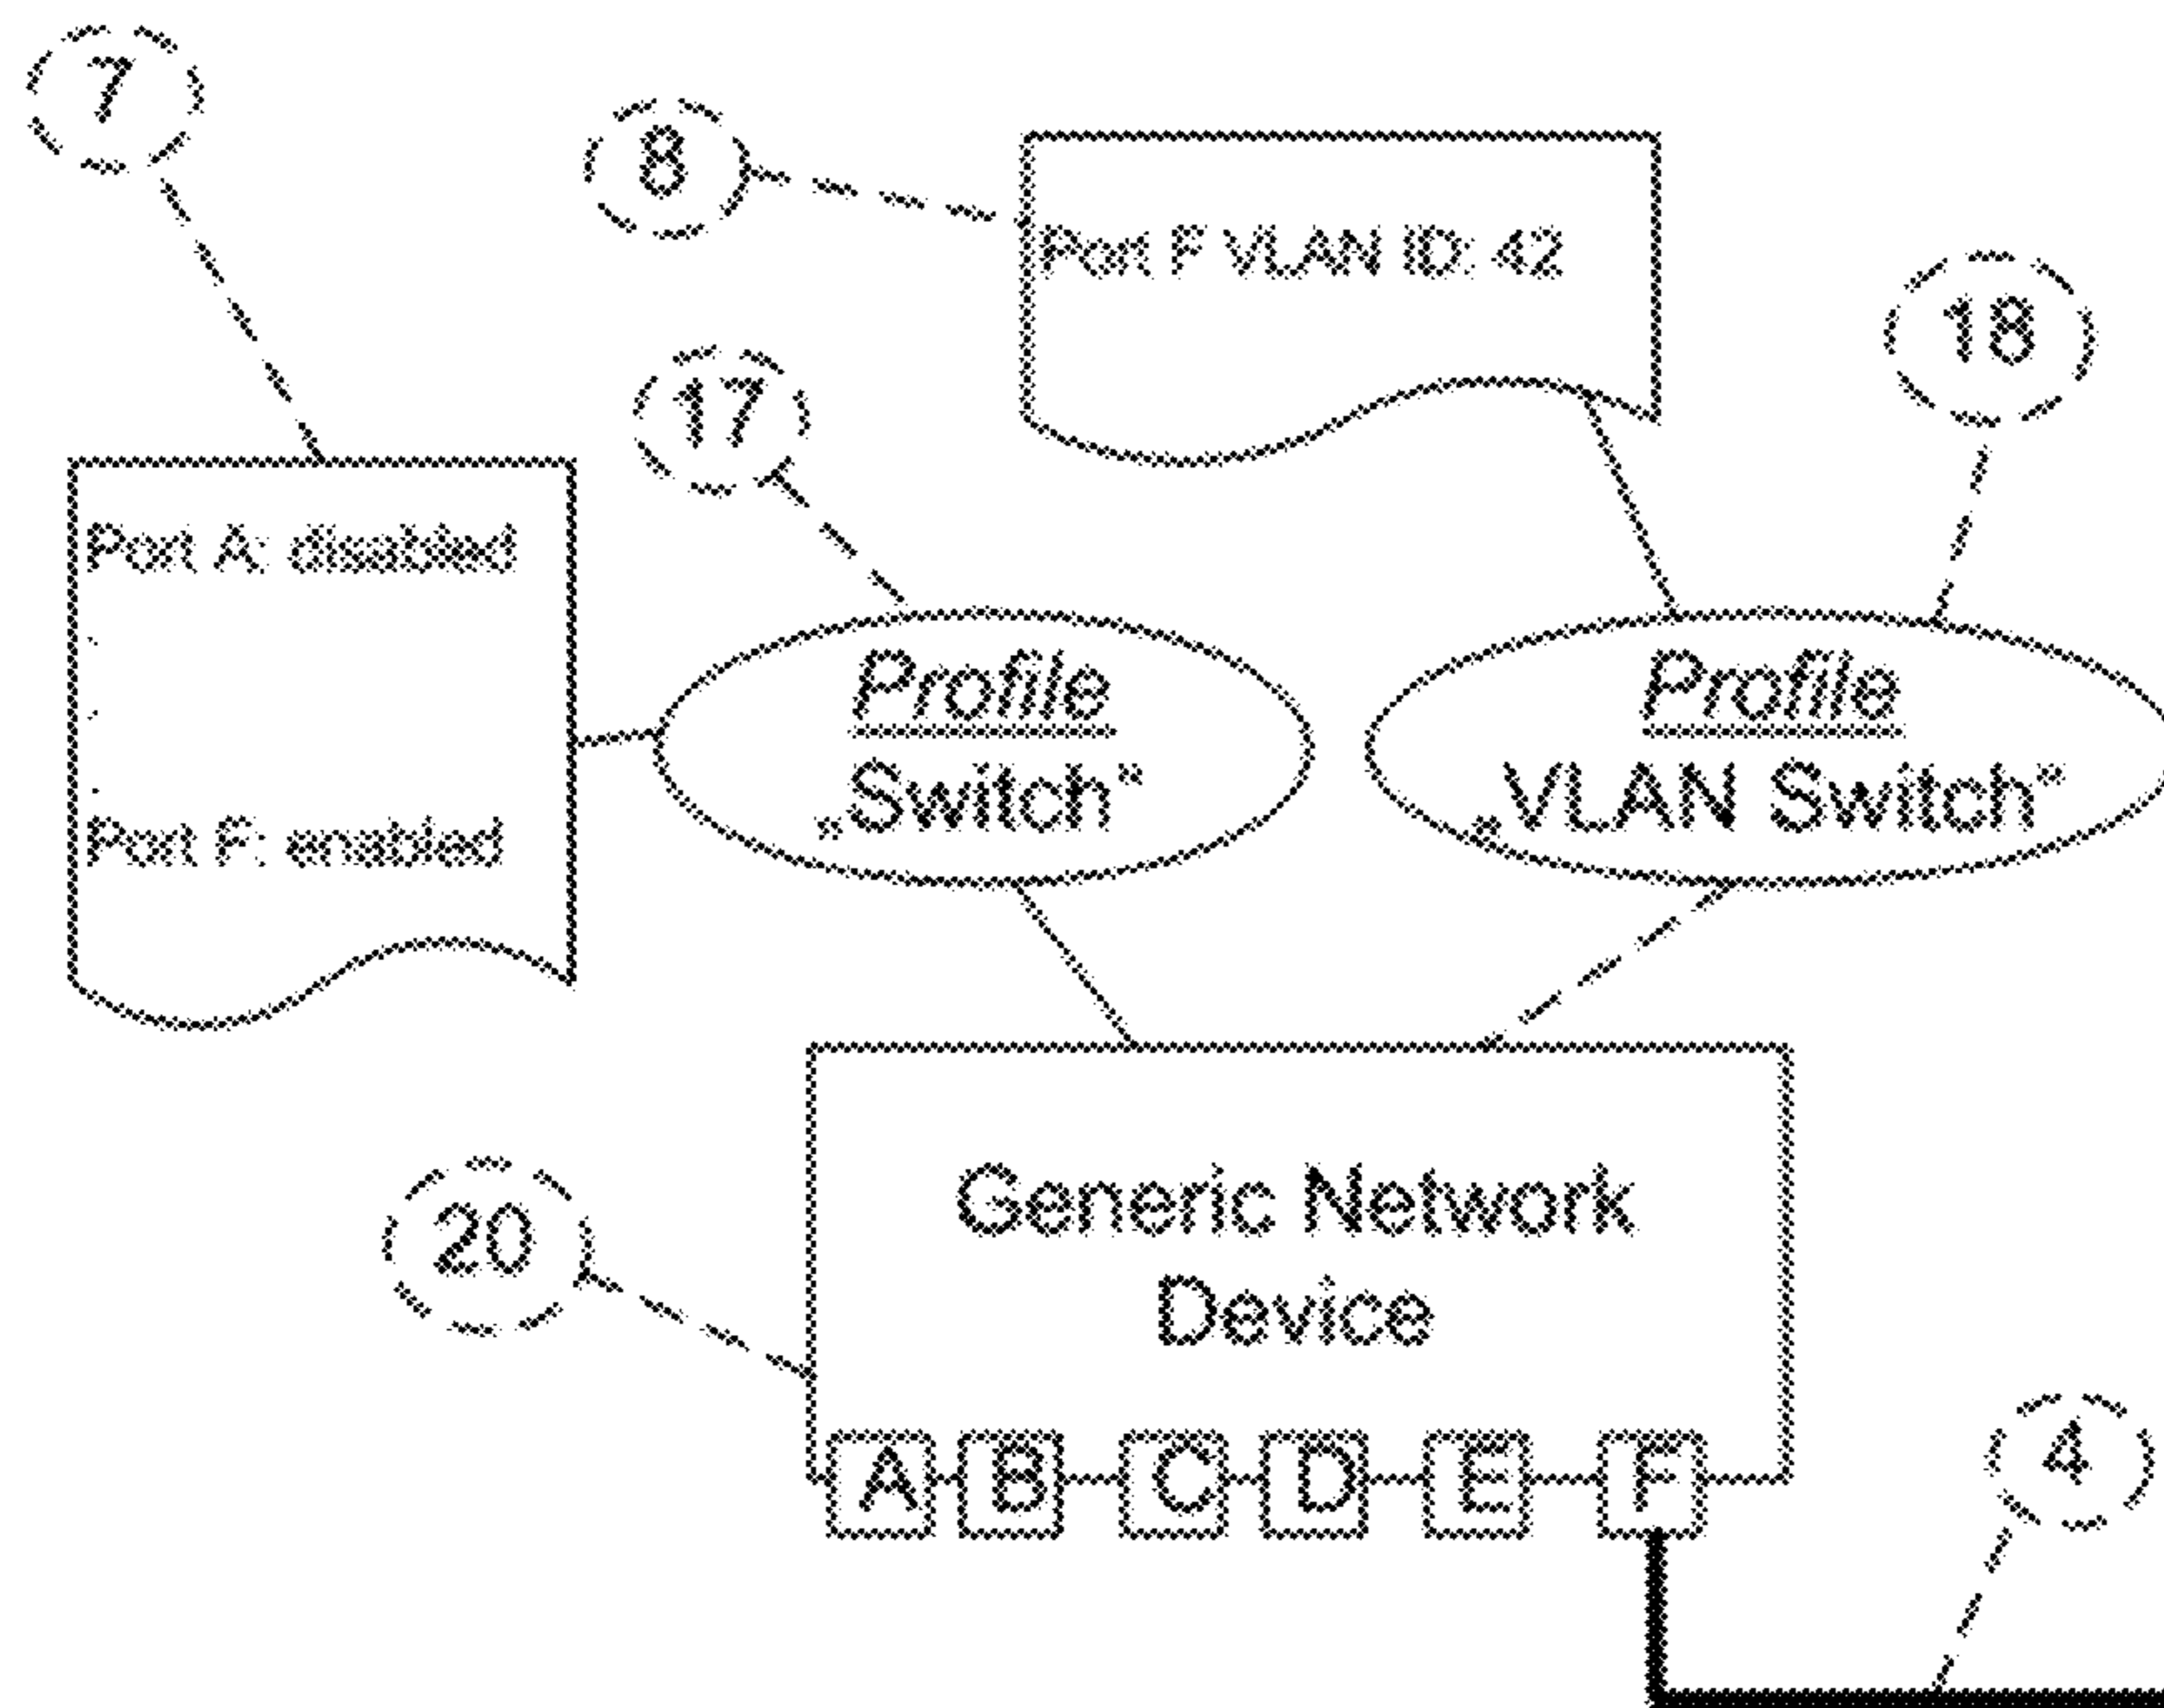 7
8
Port F VLAN ID: 42
18
17
Port A: disabled
.
.
.
Port F: enabled
Profile
„Switch“
Profile
„VLAN Switch“
20
Generic Network
Device
A B C D E F
4